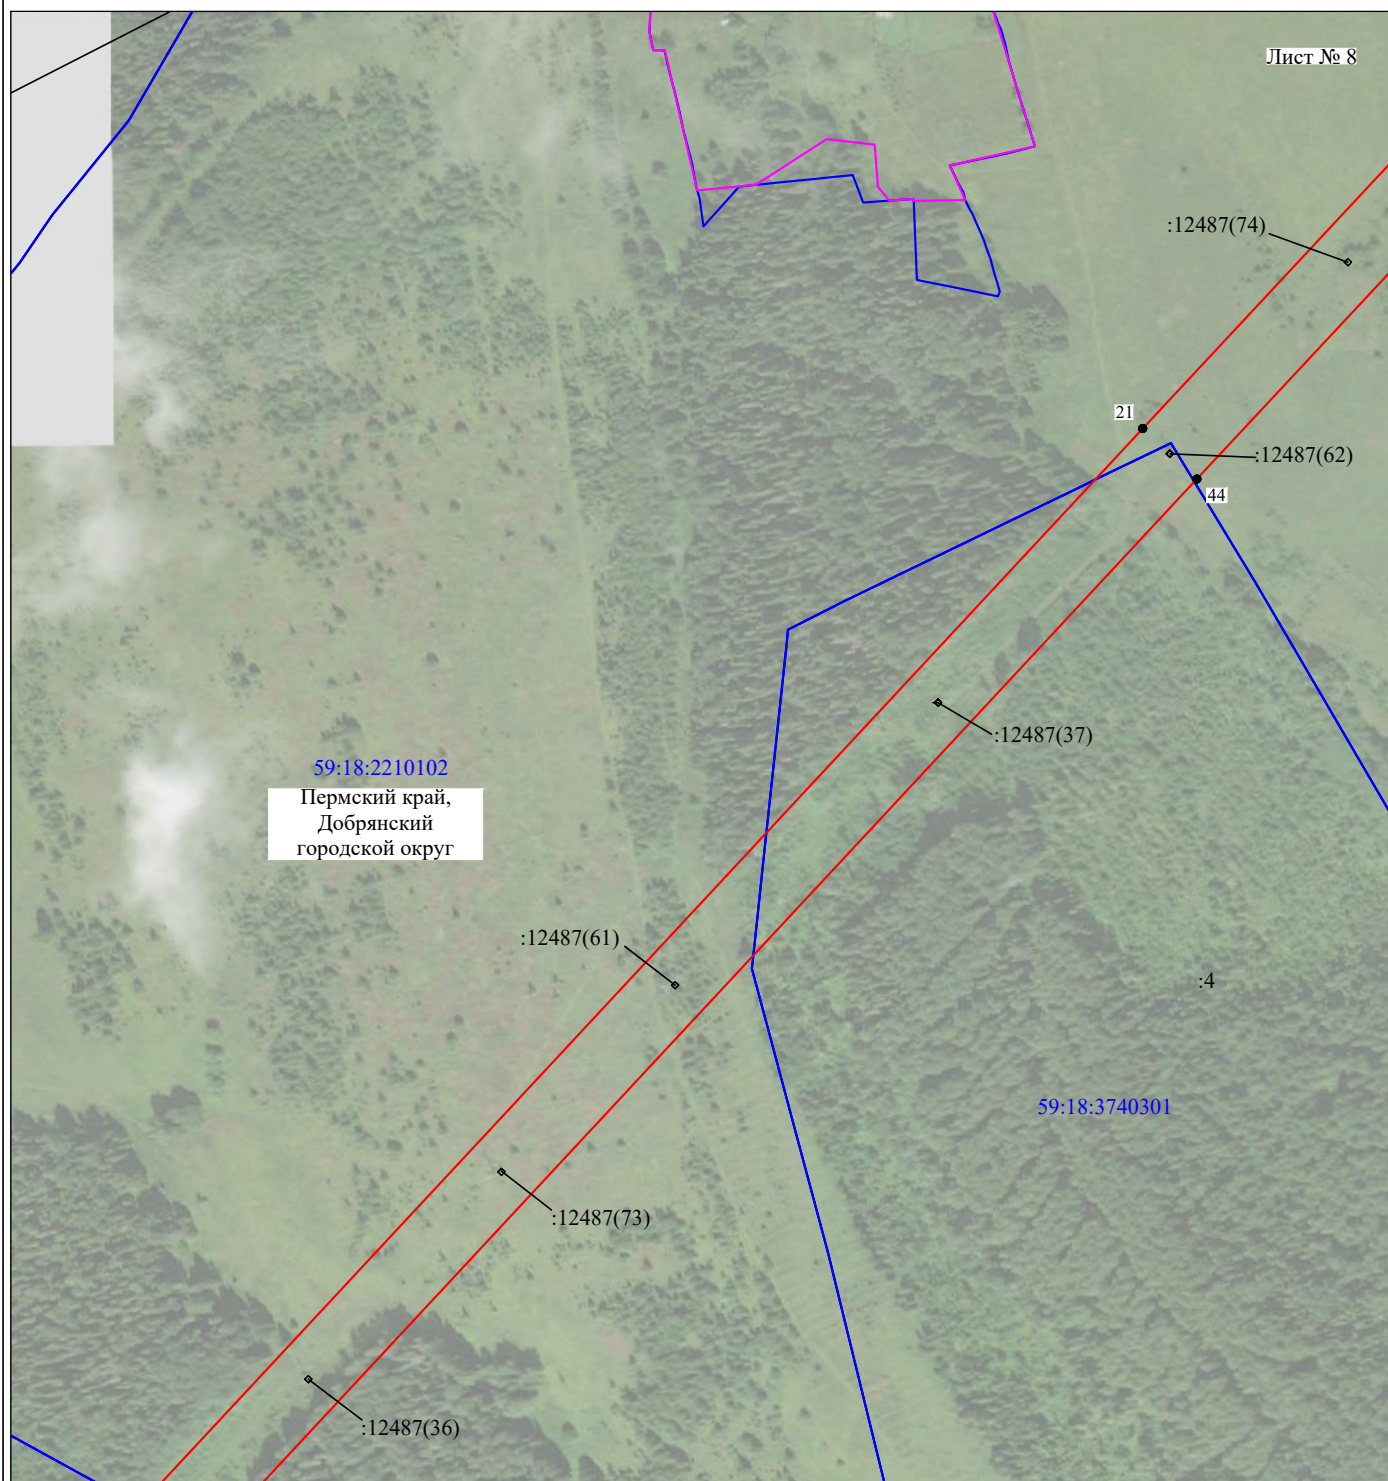 Лист № 8
:12487(74)
21
:12487(62)
44
:12487(37)
59:18:2210102
Пермский край,
Добрянский
городской округ
:12487(61)
:4
59:18:3740301
:12487(73)
:12487(36)